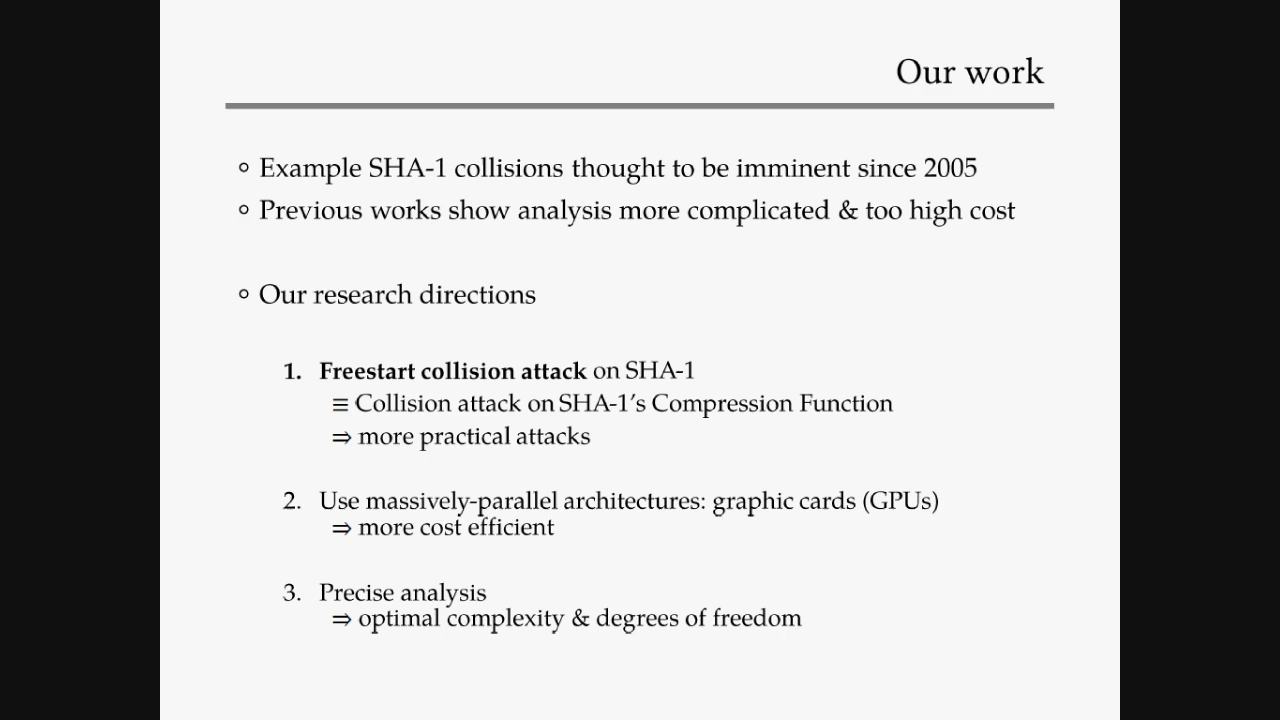 Our work
∘ Example SHA-1 collisions thought to be imminent since 2005
∘ Previous works show analysis more complicated & too high cost
∘ Our research directions
1. Freestart collision attack on SHA-1
≡ Collision attack on SHA-1's Compression Function
⇒ more practical attacks
2. Use massively-parallel architectures: graphic cards (GPUs)
⇒ more cost efficient
3. Precise analysis
⇒ optimal complexity & degrees of freedom